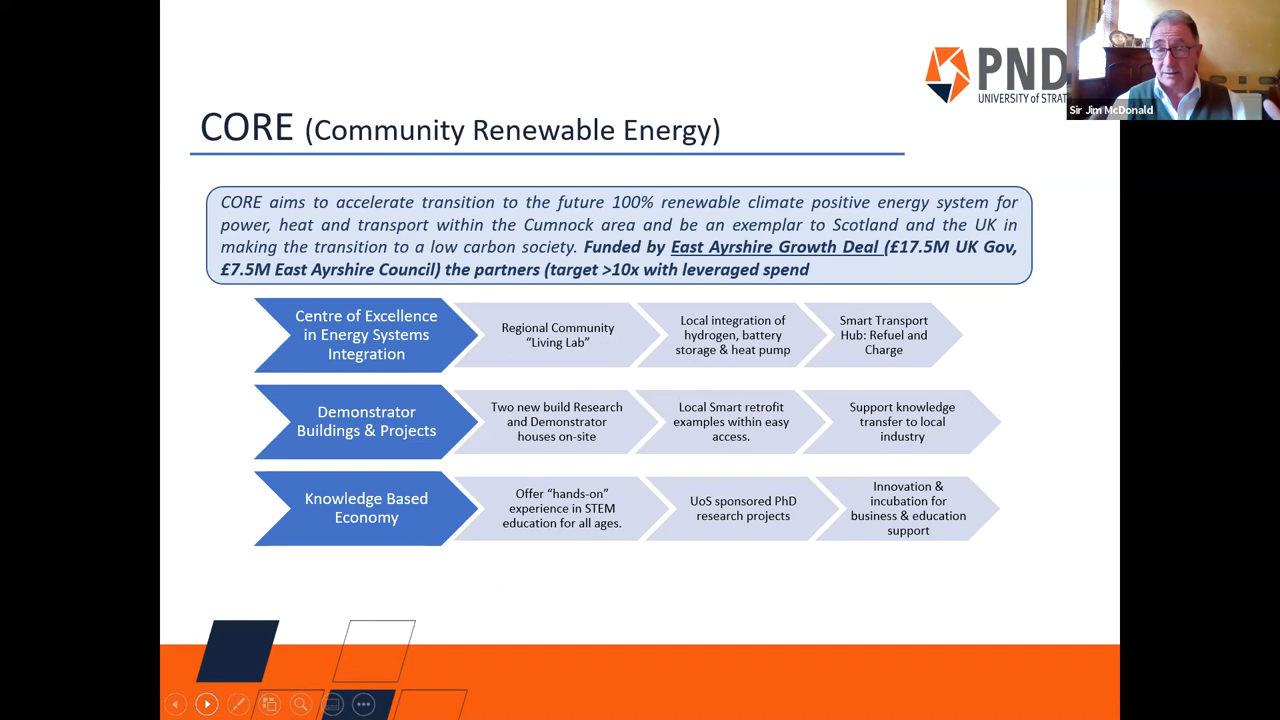 PND
UNIVERSITY of STRAT
Sir Jim McDonald
CORE (Community Renewable Energy)
CORE aims to accelerate transition to the future 100% renewable climate positive energy system for
power, heat and transport within the Cumnock area and be an exemplar to Scotland and the UK in
making the transition to a low carbon society. Funded by East Ayrshire Growth Deal (£17.5M UK Gov,
£7.5M East Ayrshire Council) the partners (target >10x with leveraged spend
Centre of Excellence
in Energy Systems
Integration
Regional Community
“Living Lab”
Local integration of
hydrogen, battery
storage & heat pump
Smart Transport
Hub: Refuel and
Charge
Demonstrator
Buildings & Projects
Two new build Research
and Demonstrator
houses on-site
Local Smart retrofit
examples within easy
access.
Support knowledge
transfer to local
industry
Knowledge Based
Economy
Offer “hands-on”
experience in STEM
education for all ages.
UoS sponsored PhD
research projects
Innovation &
incubation for
business & education
support